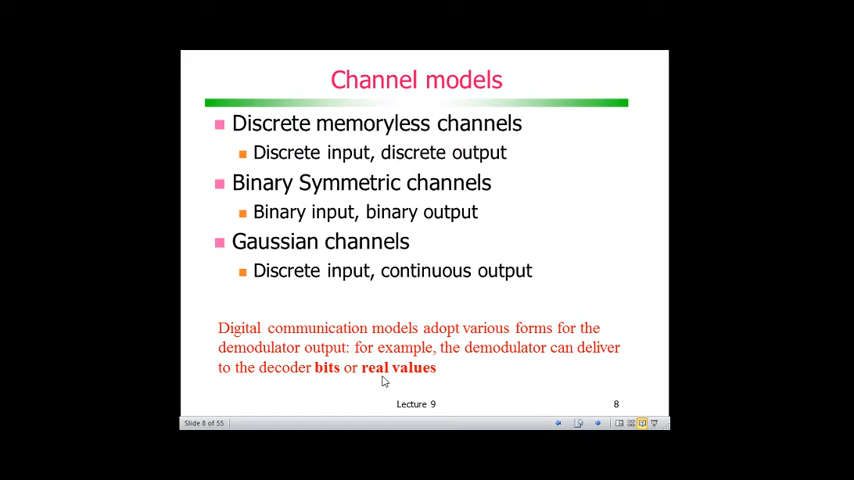 Channel models
Discrete memoryless channels
Discrete input, discrete output
Binary Symmetric channels
Binary input, binary output
Gaussian channels
Discrete input, continuous output
Digital communication models adopt various forms for the
demodulator output: for example, the demodulator can deliver
to the decoder bits or real values
Lecture 9
8
Slide 8 of 55